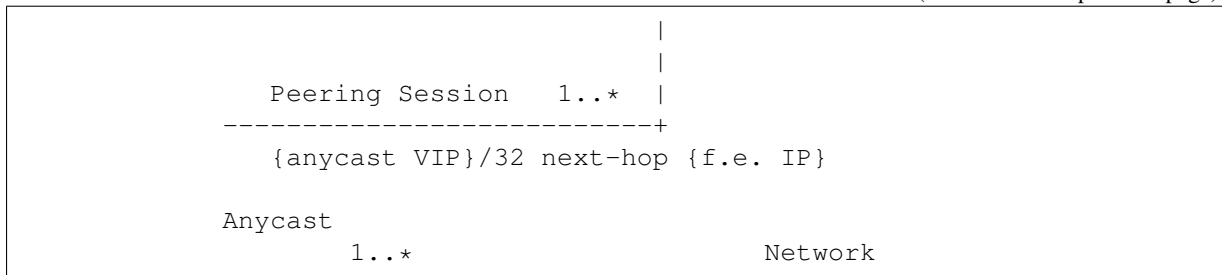 |
|
Peering Session 1..* |
---------------------------+
{anycast VIP}/32 next-hop {f.e. IP}
Anycast
1..* Network